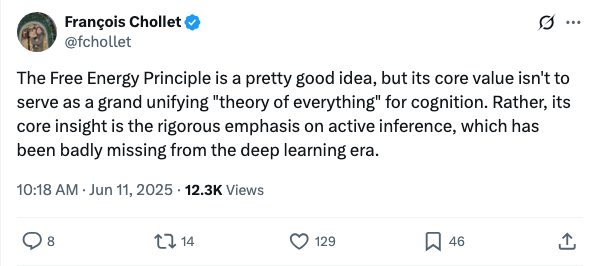 François Chollet
@fchollet
The Free Energy Principle is a pretty good idea, but its core value isn't to
serve as a grand unifying "theory of everything" for cognition. Rather, its
core insight is the rigorous emphasis on active inference, which has
been badly missing from the deep learning era.
10:18 AM · Jun 11, 2025 · 12.3K Views
8 14 129 46